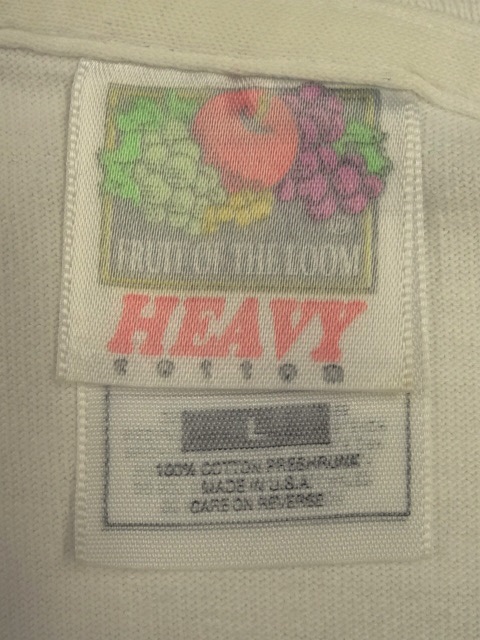 FRUIT OF THE LOOM
®
HEAVY
COTTON
L
100% COTTON PRESHRUNK
MADE IN U.S.A.
CARE ON REVERSE